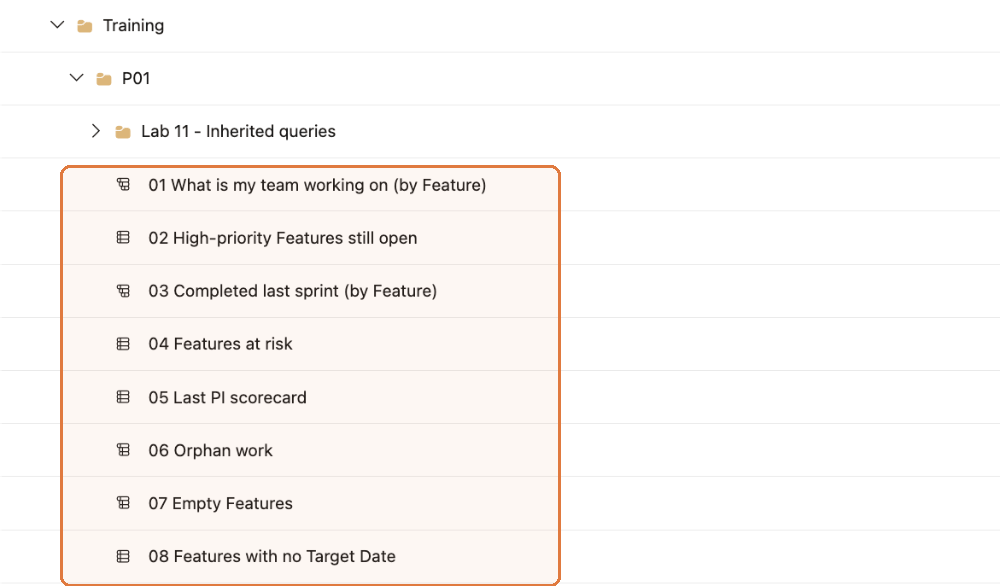 Training
P01
Lab 11 - Inherited queries
01 What is my team working on (by Feature)
02 High-priority Features still open
03 Completed last sprint (by Feature)
04 Features at risk
05 Last PI scorecard
06 Orphan work
07 Empty Features
08 Features with no Target Date